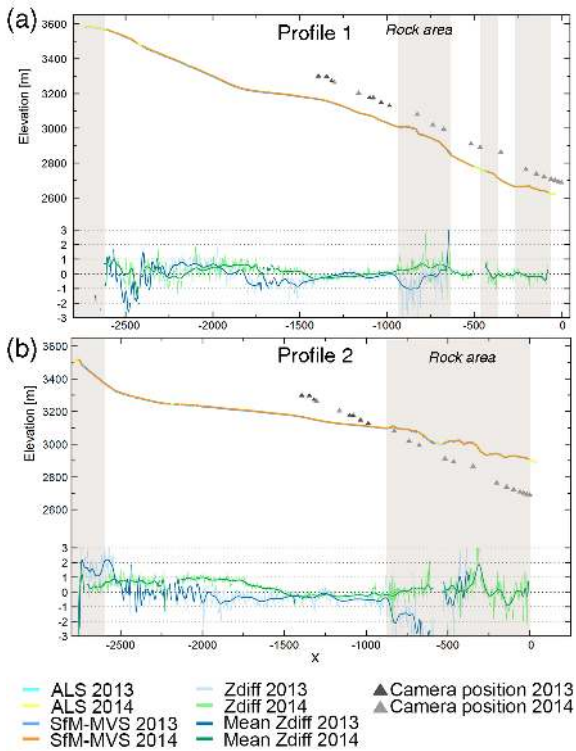 (a)
Profile 1
Rock area
3600
3400
3200
3000
2800
2600
Elevation [m]
3
2
1
0
-1
-2
-3
-2500 -2000 -1500 -1000 -500 0
(b)
Profile 2
Rock area
3600
3400
3200
3000
2800
2600
Elevation [m]
3
2
1
0
-1
-2
-3
-2500 -2000 -1500 -1000 -500 0
X
ALS 2013 Zdiff 2013 Camera position 2013
ALS 2014 Zdiff 2014 Camera position 2014
SfM-MVS 2013 Mean Zdiff 2013
SfM-MVS 2014 Mean Zdiff 2014